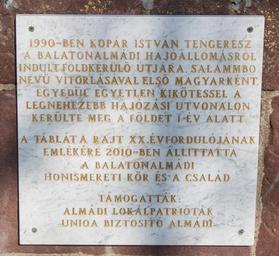 1990-BEN KOPÁR ISTVÁN TENGERÉSZ
A BALATONALMÁDI HAJÓÁLLOMÁSRÓL
INDULT FÖLDKERÜLŐ ÚTJÁRA. SALAMMBO
NEVŰ VITORLÁSÁVAL ELSŐ MAGYARKÉNT
EGYEDÜL EGYETLEN KIKÖTÉSSEL A
LEGNEHEZEBB HAJÓZÁSI ÚTVONALON
KERÜLTE MEG A FÖLDET 1 ÉV ALATT.
A TÁBLÁT A RAJT XX. ÉVFORDULÓJÁNAK
EMLÉKÉRE 2010-BEN ÁLLÍTTATTA
A BALATONALMÁDI
HONISMERETI KÖR ÉS A CSALÁD
TÁMOGATTÁK:
ALMÁDI LOKÁLPATRIÓTÁK
UNIQA BIZTOSÍTÓ ALMÁDI